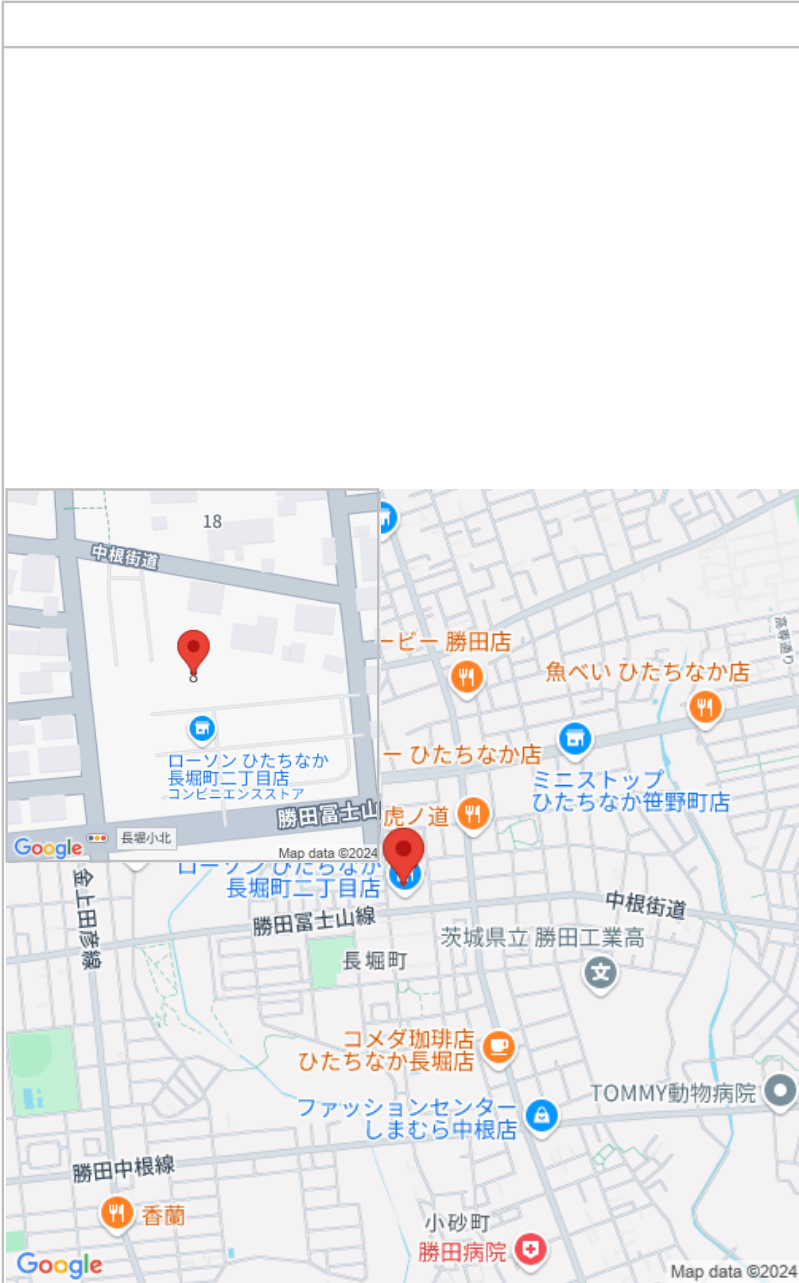 18
中根街道
8
ローソン ひたちなか
長堀町二丁目店
コンビニエンスストア
勝田冨士山
長堀小北
Google
Map data ©2024
高専通り
ービー 勝田店
魚べい ひたちなか店
ー ひたちなか店
ミニストップ
ひたちなか笹野町店
虎ノ道
ローソン ひたちなか
長堀町二丁目店
金上田彦線
勝田冨士山線
中根街道
茨城県立 勝田工業高
長堀町
コメダ珈琲店
ひたちなか長堀店
TOMMY動物病院
ファッションセンター
しまむら中根店
勝田中根線
香蘭
小砂町
勝田病院
Google
Map data ©2024